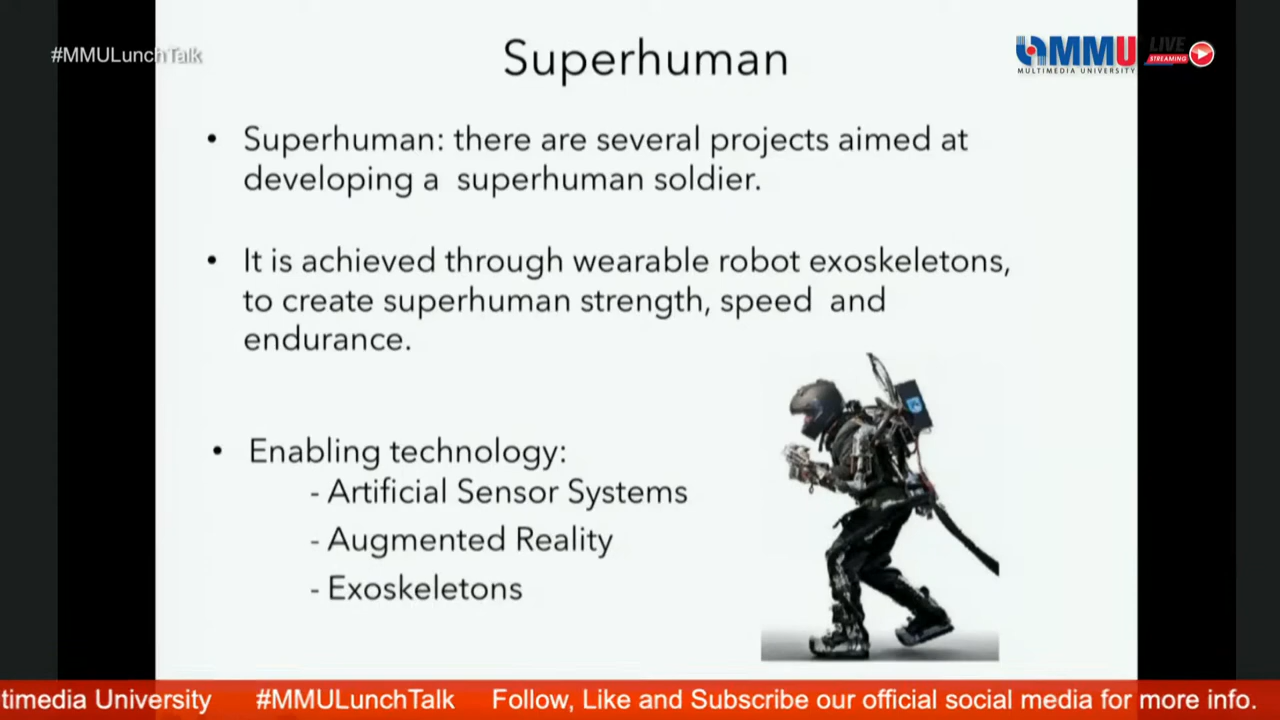 #MMULunchTalk
Superhuman
MMU
MULTIMEDIA UNIVERSITY
LIVE
STREAMING
• Superhuman: there are several projects aimed at
developing a superhuman soldier.
• It is achieved through wearable robot exoskeletons,
to create superhuman strength, speed and
endurance.
• Enabling technology:
- Artificial Sensor Systems
- Augmented Reality
- Exoskeletons
timedia University #MMULunchTalk Follow, Like and Subscribe our official social media for more info.